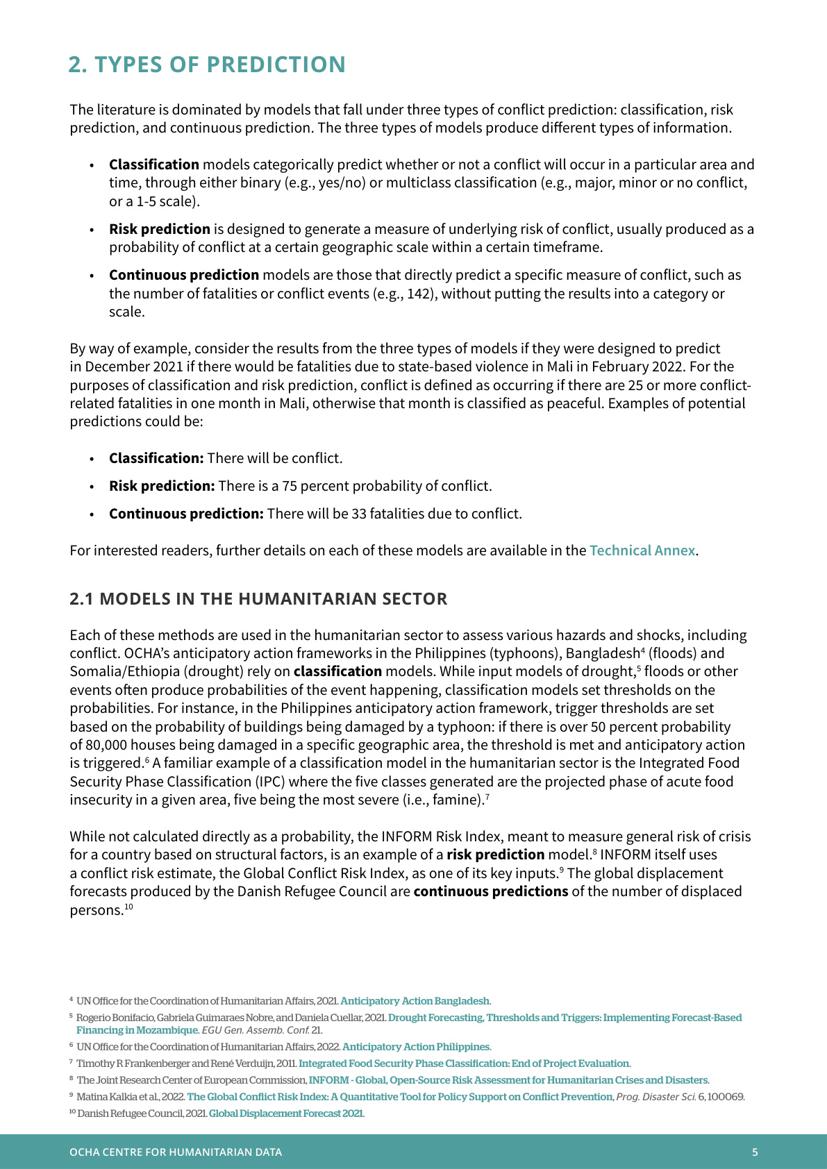 2. TYPES OF PREDICTION
The literature is dominated by models that fall under three types of conflict prediction: classification, risk
prediction, and continuous prediction. The three types of models produce different types of information.
• Classification models categorically predict whether or not a conflict will occur in a particular area and
time, through either binary (e.g., yes/no) or multiclass classification (e.g., major, minor or no conflict,
or a 1-5 scale).
• Risk prediction is designed to generate a measure of underlying risk of conflict, usually produced as a
probability of conflict at a certain geographic scale within a certain timeframe.
• Continuous prediction models are those that directly predict a specific measure of conflict, such as
the number of fatalities or conflict events (e.g., 142), without putting the results into a category or
scale.
By way of example, consider the results from the three types of models if they were designed to predict
in December 2021 if there would be fatalities due to state-based violence in Mali in February 2022. For the
purposes of classification and risk prediction, conflict is defined as occurring if there are 25 or more conflict-
related fatalities in one month in Mali, otherwise that month is classified as peaceful. Examples of potential
predictions could be:
• Classification: There will be conflict.
• Risk prediction: There is a 75 percent probability of conflict.
• Continuous prediction: There will be 33 fatalities due to conflict.
For interested readers, further details on each of these models are available in the Technical Annex.
2.1 MODELS IN THE HUMANITARIAN SECTOR
Each of these methods are used in the humanitarian sector to assess various hazards and shocks, including
conflict. OCHA's anticipatory action frameworks in the Philippines (typhoons), Bangladesh⁴ (floods) and
Somalia/Ethiopia (drought) rely on classification models. While input models of drought,⁵ floods or other
events often produce probabilities of the event happening, classification models set thresholds on the
probabilities. For instance, in the Philippines anticipatory action framework, trigger thresholds are set
based on the probability of buildings being damaged by a typhoon: if there is over 50 percent probability
of 80,000 houses being damaged in a specific geographic area, the threshold is met and anticipatory action
is triggered.⁶ A familiar example of a classification model in the humanitarian sector is the Integrated Food
Security Phase Classification (IPC) where the five classes generated are the projected phase of acute food
insecurity in a given area, five being the most severe (i.e., famine).⁷
While not calculated directly as a probability, the INFORM Risk Index, meant to measure general risk of crisis
for a country based on structural factors, is an example of a risk prediction model.⁸ INFORM itself uses
a conflict risk estimate, the Global Conflict Risk Index, as one of its key inputs.⁹ The global displacement
forecasts produced by the Danish Refugee Council are continuous predictions of the number of displaced
persons.¹⁰
⁴ UN Office for the Coordination of Humanitarian Affairs, 2021. Anticipatory Action Bangladesh.
⁵ Rogerio Bonifacio, Gabriela Guimaraes Nobre, and Daniela Cuellar, 2021. Drought Forecasting, Thresholds and Triggers: Implementing Forecast-Based
Financing in Mozambique. EGU Gen. Assemb. Conf. 21.
⁶ UN Office for the Coordination of Humanitarian Affairs, 2022. Anticipatory Action Philippines.
⁷ Timothy R Frankenberger and René Verduijn, 2011. Integrated Food Security Phase Classification: End of Project Evaluation.
⁸ The Joint Research Center of European Commission, INFORM - Global, Open-Source Risk Assessment for Humanitarian Crises and Disasters.
⁹ Matina Kalkia et al., 2022. The Global Conflict Risk Index: A Quantitative Tool for Policy Support on Conflict Prevention, Prog. Disaster Sci. 6, 100069.
¹⁰ Danish Refugee Council, 2021. Global Displacement Forecast 2021.
OCHA CENTRE FOR HUMANITARIAN DATA 5